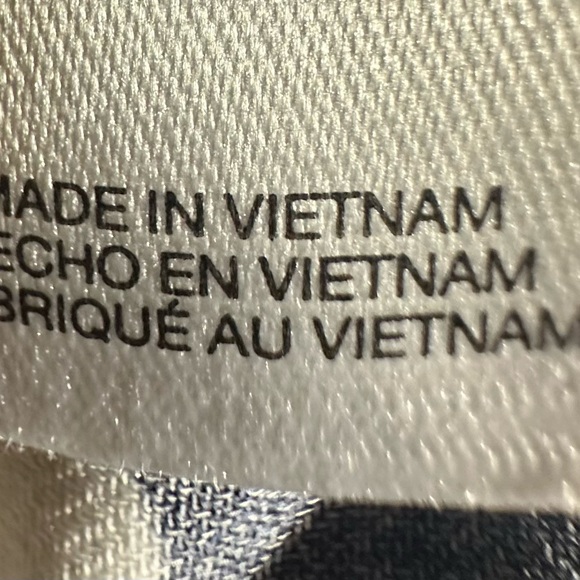 MADE IN VIETNAM
ECHO EN VIETNAM
BRIQUÉ AU VIETNAM